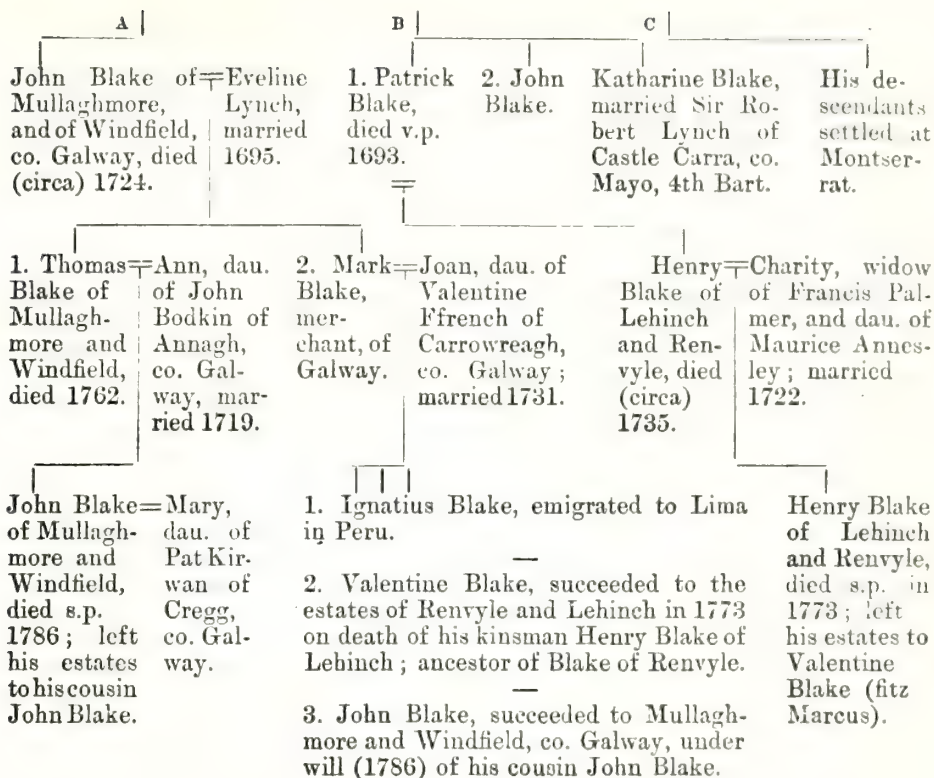 A B C
John Blake of
Mullaghmore,
and of Windfield,
co. Galway, died
(circa) 1724.
Eveline
Lynch,
married
1695.
1. Patrick
Blake,
died v.p.
1693.
2. John
Blake.
Katharine Blake,
married Sir Ro-
bert Lynch of
Castle Carra, co.
Mayo, 4th Bart.
His de-
scendants
settled at
Montser-
rat.
1. Thomas
Blake of
Mullagh-
more and
Windfield,
died 1762.
Ann, dau.
of John
Bodkin of
Annagh,
co. Gal-
way, mar-
ried 1719.
2. Mark
Blake,
mer-
chant, of
Galway.
Joan, dau. of
Valentine
Ffrench of
Carrowreagh,
co. Galway ;
married 1731.
Henry
Blake of
Lehinch
and Ren-
vyle, died
(circa)
1735.
Charity, widow
of Francis Pal-
mer, and dau. of
Maurice Annes-
ley ; married
1722.
John Blake
of Mullagh-
more and
Windfield,
died s.p.
1786 ; left
his estates
to his cousin
John Blake.
Mary,
dau. of
Pat Kir-
wan of
Cregg,
co. Gal-
way.
1. Ignatius Blake, emigrated to Lima
in Peru.
2. Valentine Blake, succeeded to the
estates of Renvyle and Lehinch in 1773
on death of his kinsman Henry Blake of
Lehinch ; ancestor of Blake of Renvyle.
3. John Blake, succeeded to Mullagh-
more and Windfield, co. Galway, under
will (1786) of his cousin John Blake.
Henry Blake
of Lehinch
and Renvyle,
died s.p. in
1773 ; left
his estates to
Valentine
Blake (fitz
Marcus).